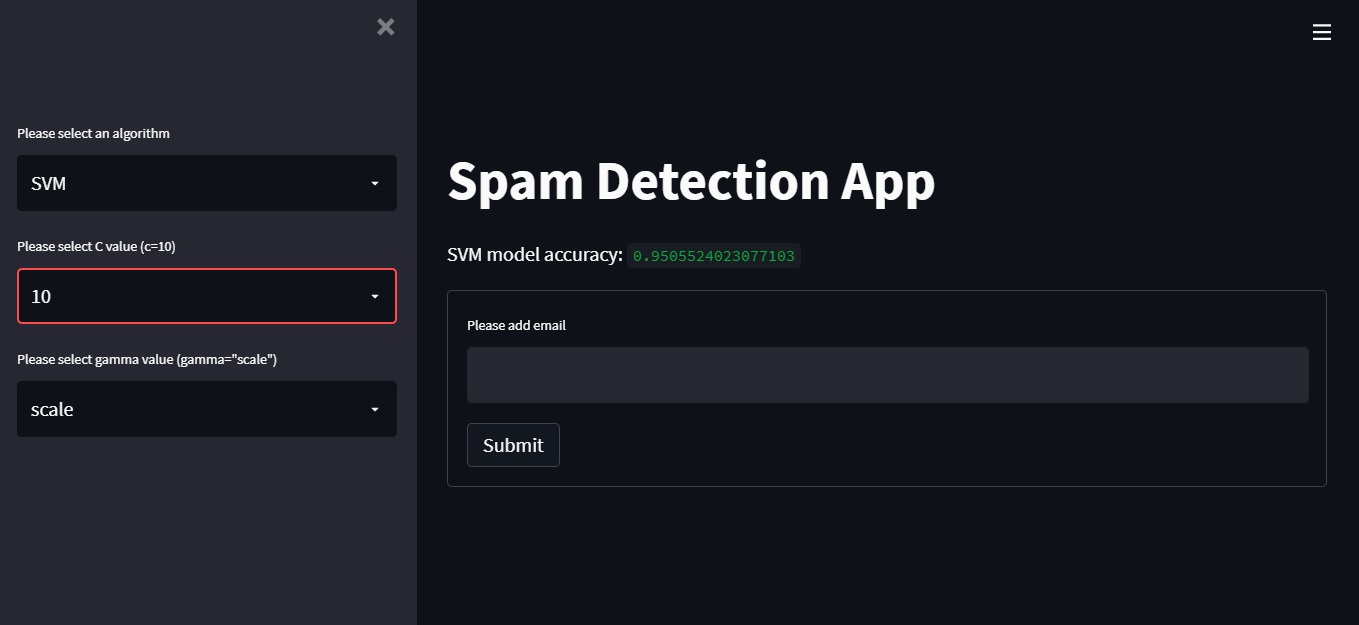 Please select an algorithm
SVM
Please select C value (c=10)
10
Please select gamma value (gamma="scale")
scale
Spam Detection App
SVM model accuracy: 0.9505524023077103
Please add email
Submit